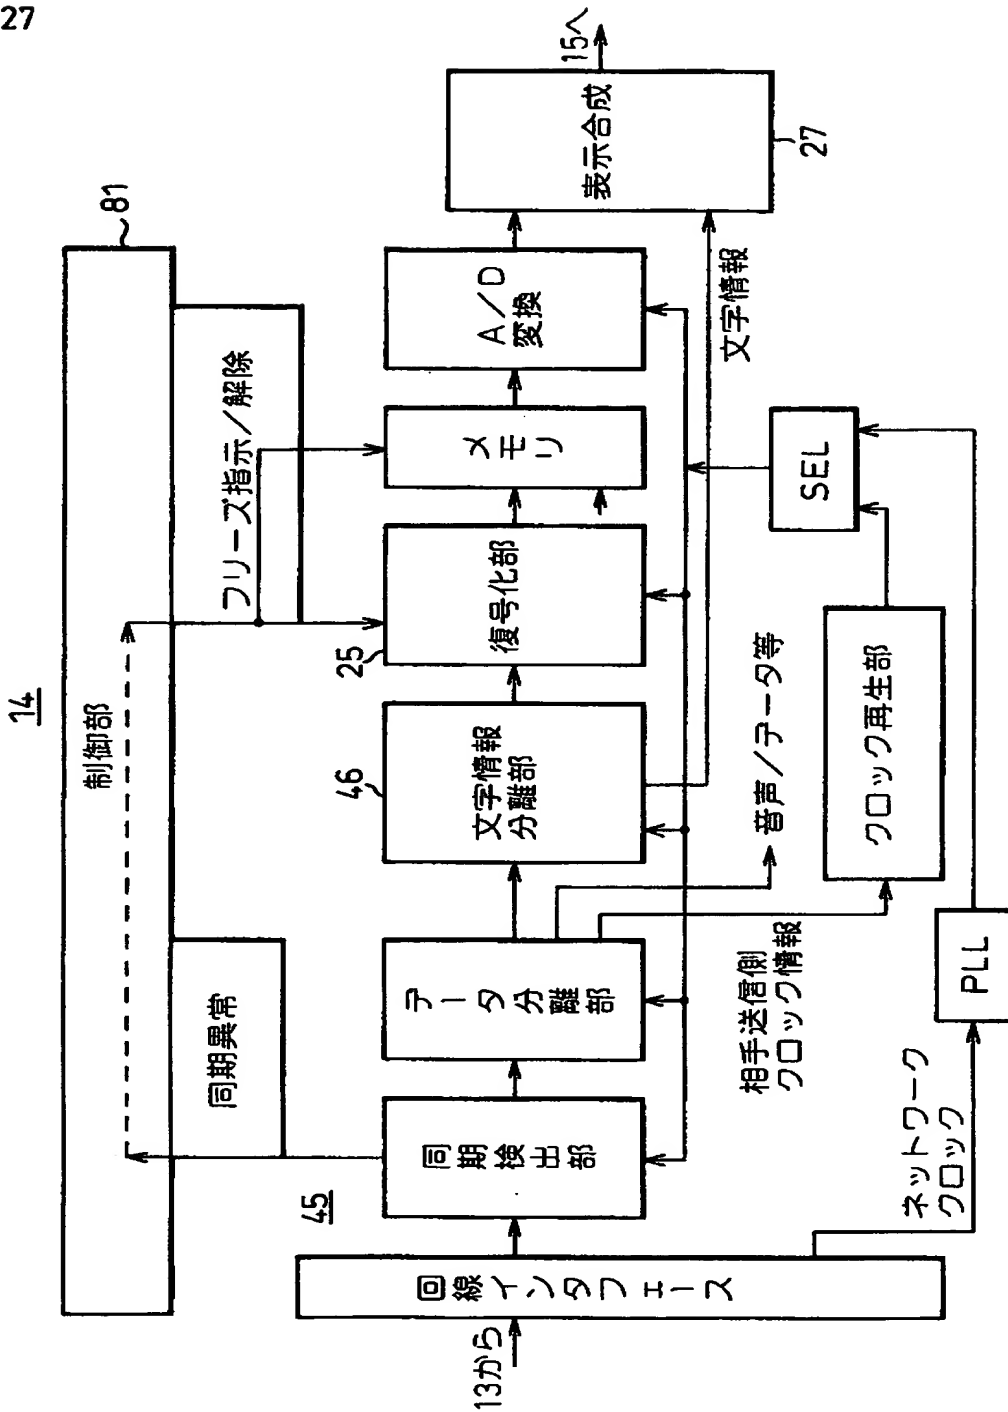 27
14
制御部
81
同期異常
フリーズ指示／解除
45
46
25
13から
回線インタフェース
同期検出部
データ分離部
文字情報
分離部
復号化部
メモリ
A／D
変換
表示合成
15へ
27
文字情報
相手送信側
クロック情報
音声／データ等
SEL
クロック再生部
ネットワーク
クロック
PLL